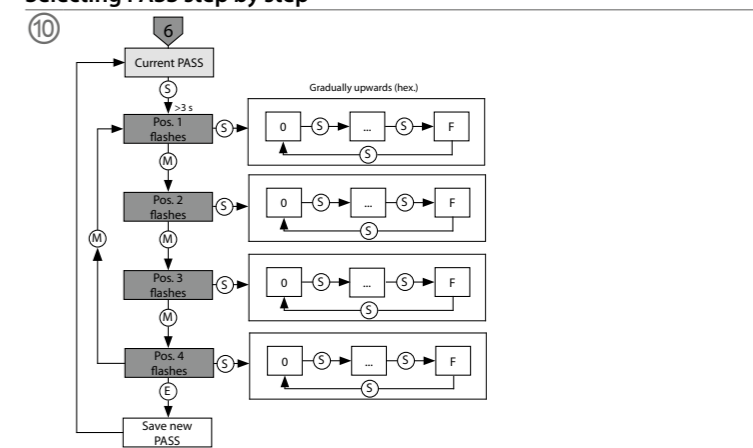 Selecting PASS step by step
10
6
Current PASS
S
>3 s
Gradually upwards (hex.)
Pos. 1
flashes
S
0 S ... S F
S
M
Pos. 2
flashes
S
0 S ... S F
S
M
M
Pos. 3
flashes
S
0 S ... S F
S
M
Pos. 4
flashes
S
0 S ... S F
S
E
Save new
PASS